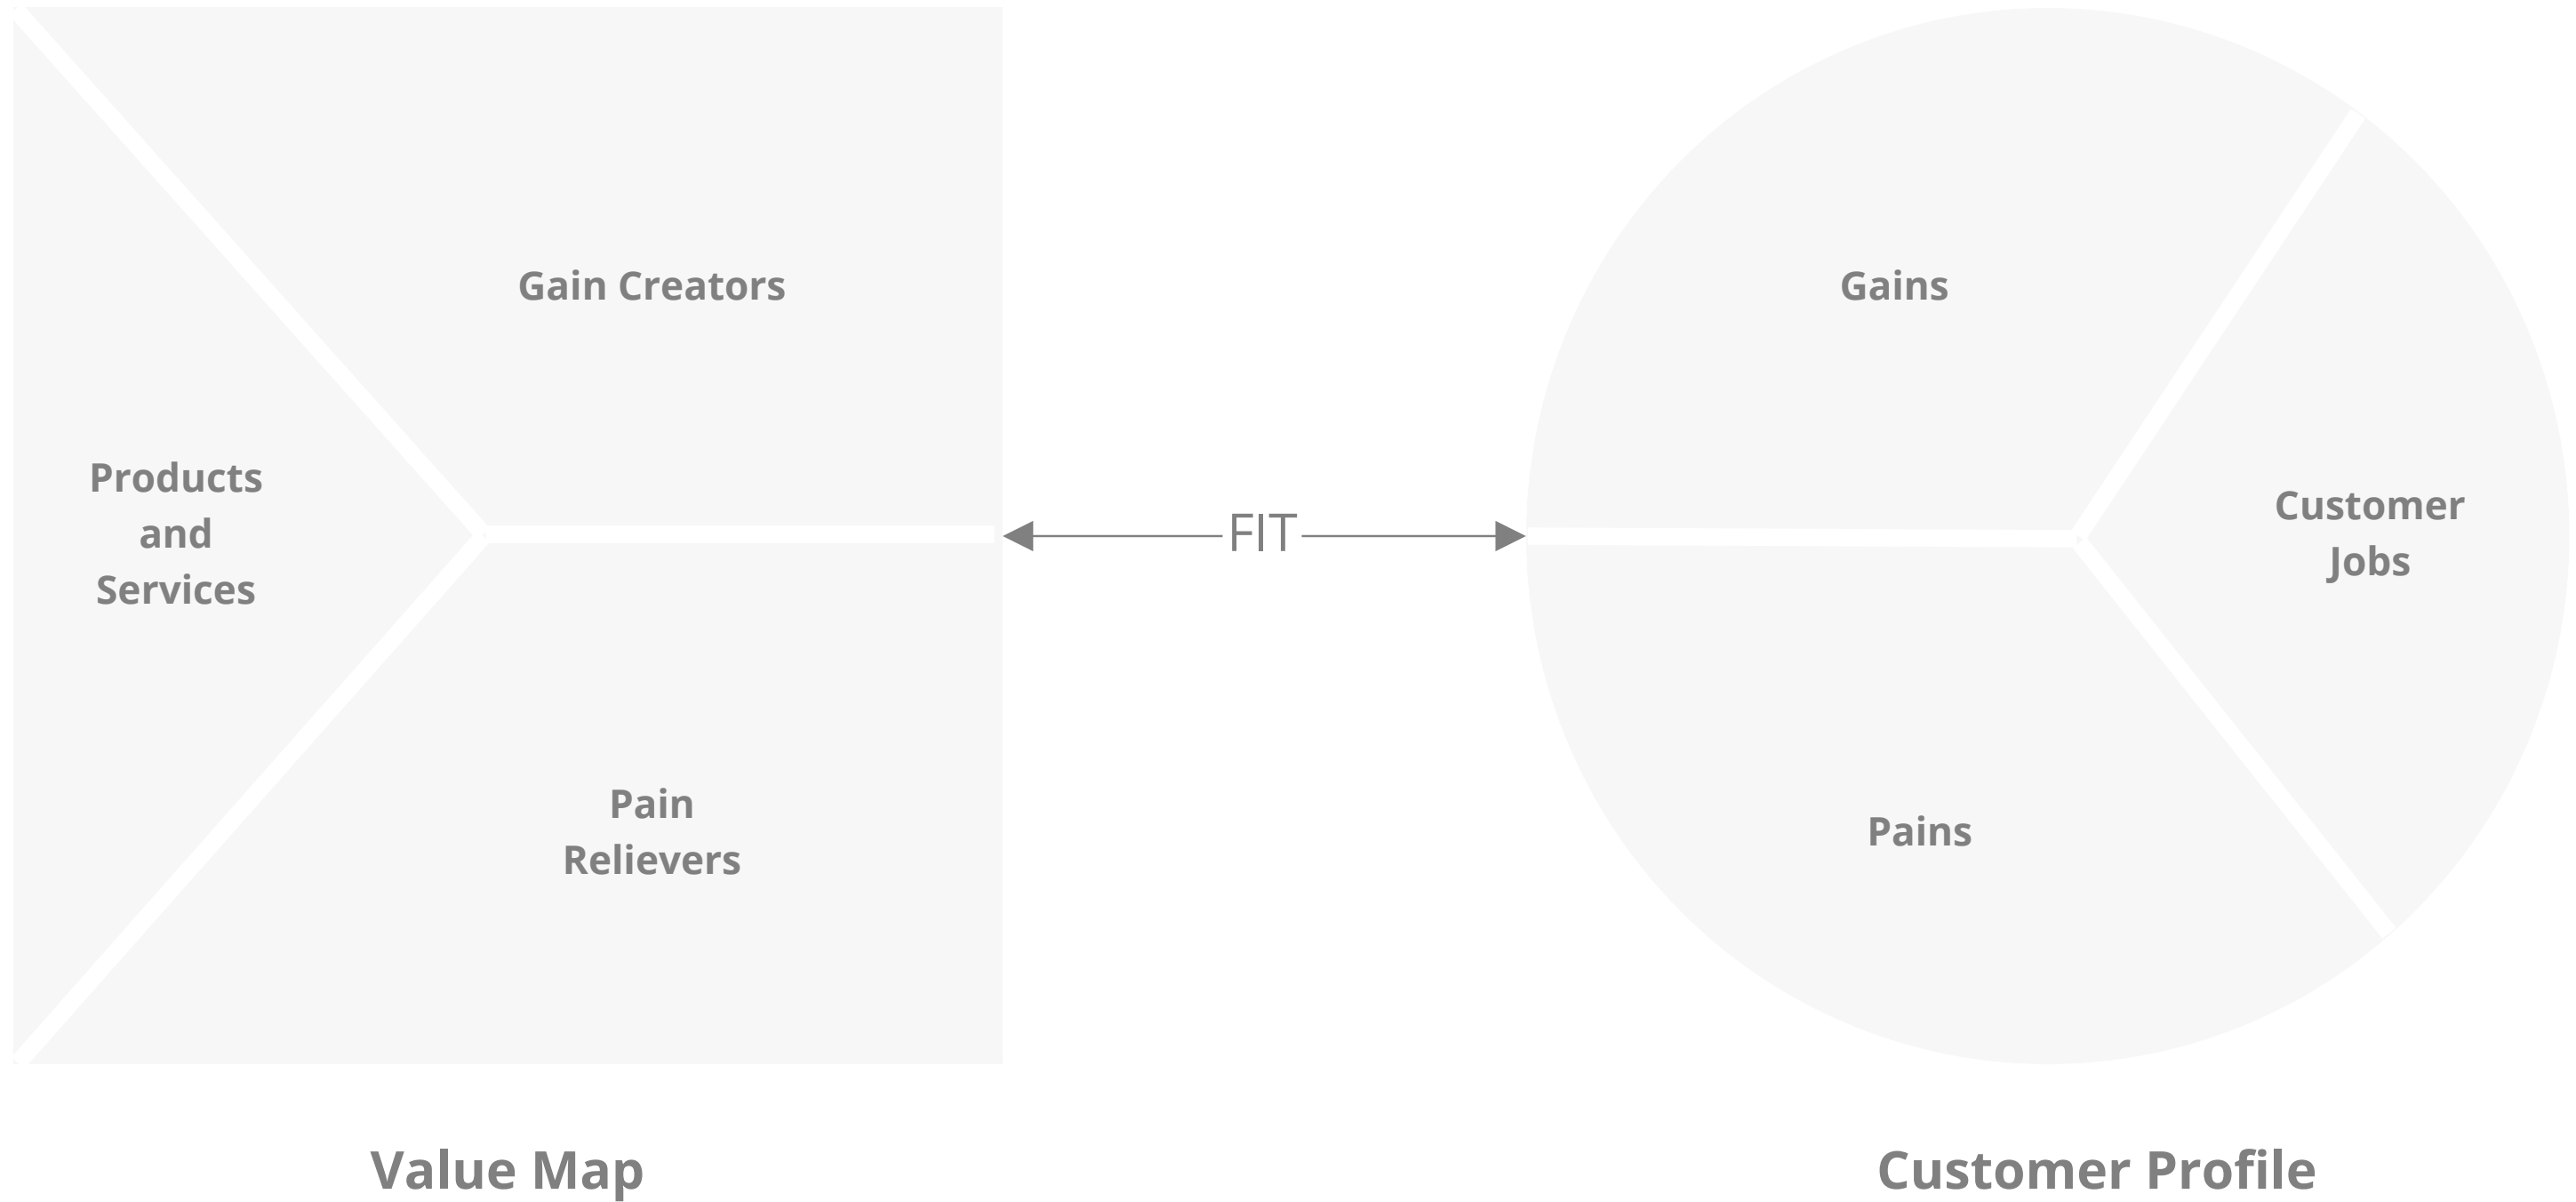 Gain Creators
Products
and
Services
Pain
Relievers
Value Map
FIT
Gains
Customer
Jobs
Pains
Customer Profile